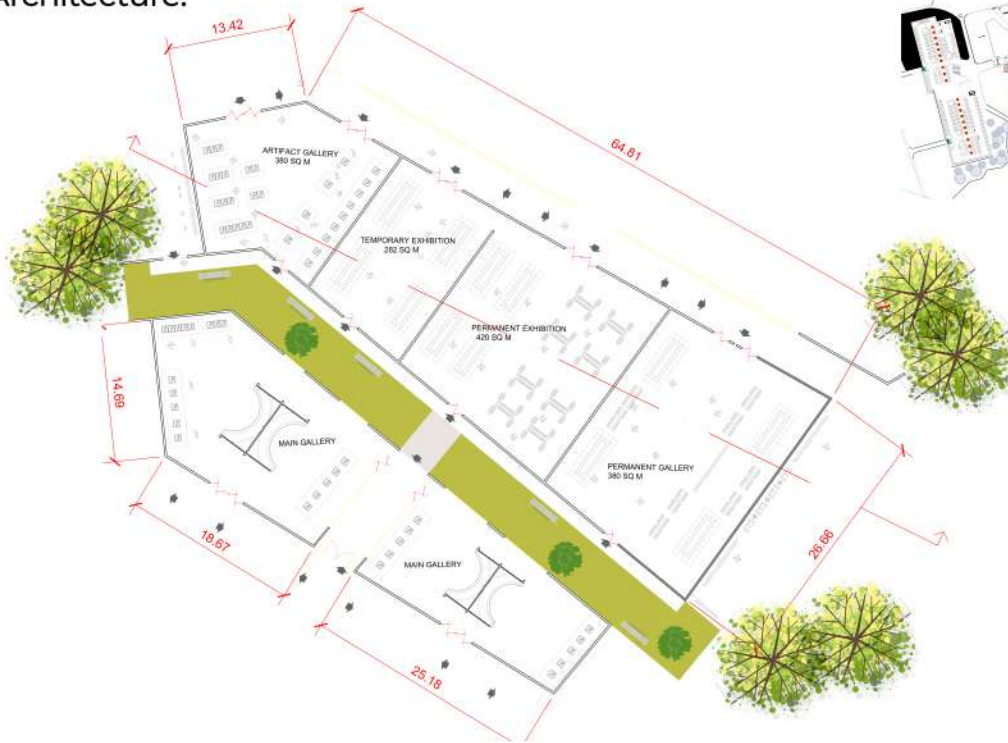 Architecture.
13.42
64.81
ARTIFACT GALLERY
380 SQ M
TEMPORARY EXHIBITION
282 SQ M
PERMANENT EXHIBITION
420 SQ M
14.69
MAIN GALLERY
PERMANENT GALLERY
380 SQ M
18.67
26.66
MAIN GALLERY
25.18